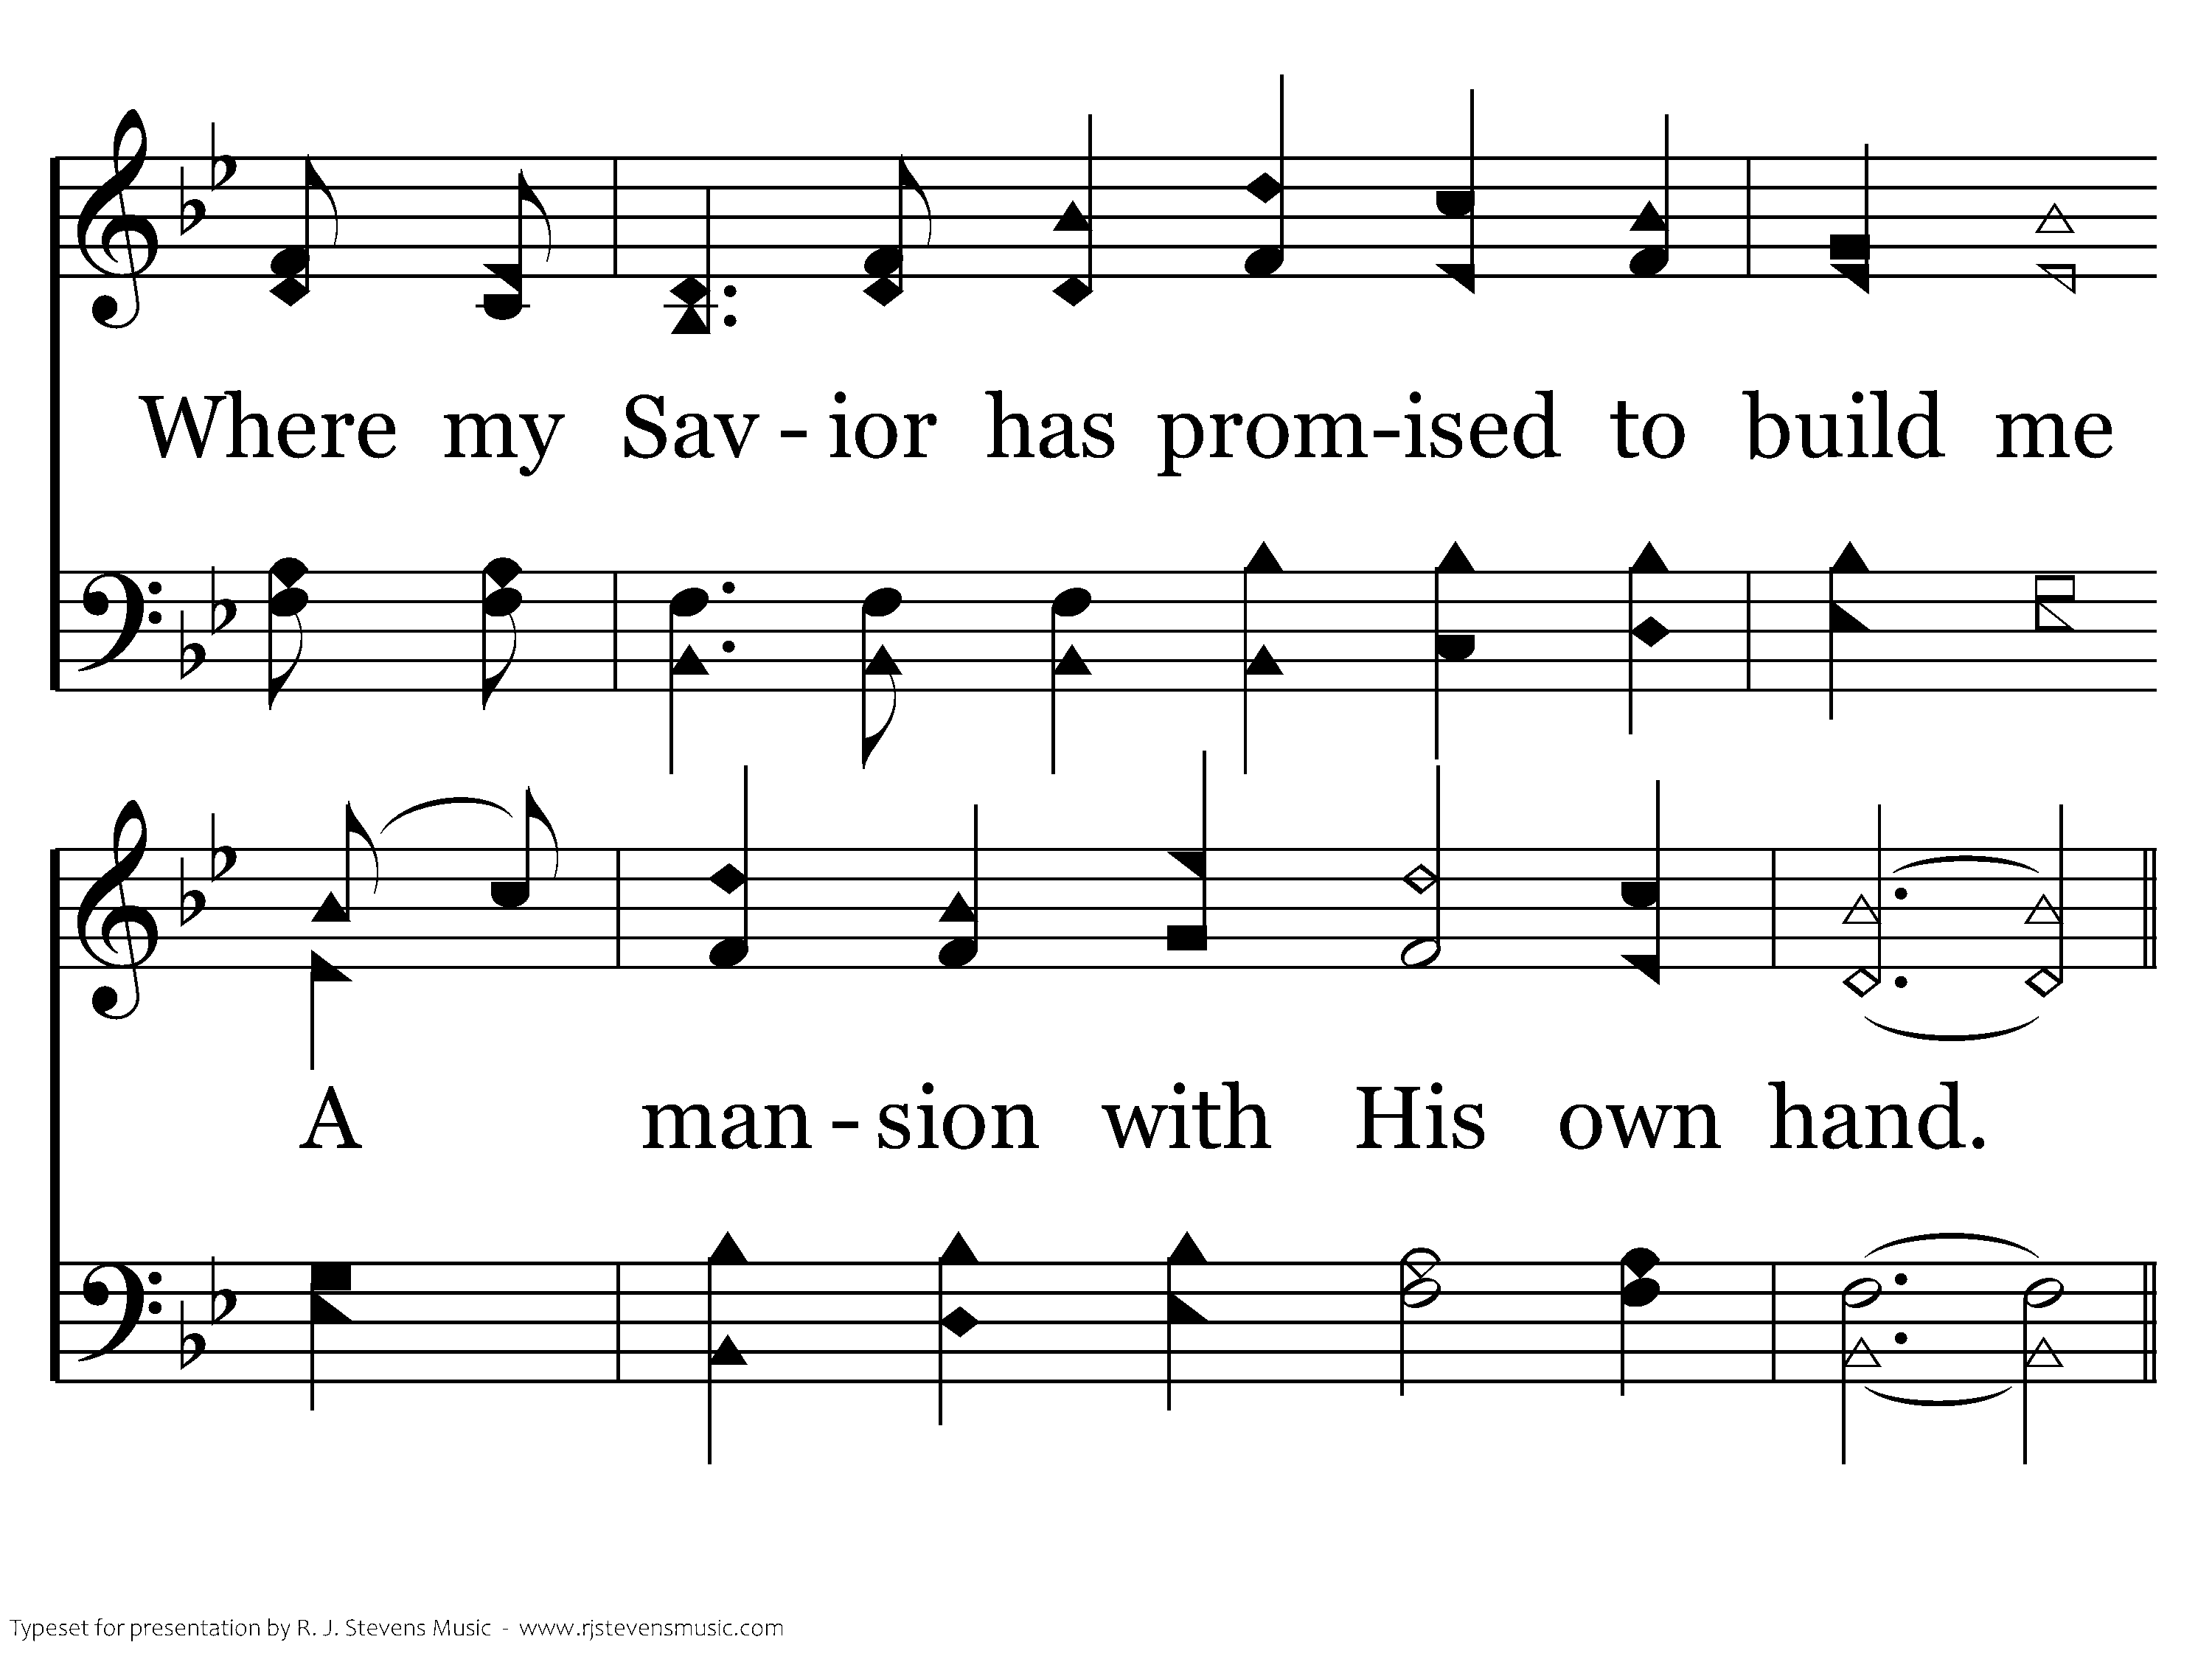 Where my Sav - ior has prom-ised to build me
A man - sion with His own hand.
Typeset for presentation by R. J. Stevens Music - www.rjstevensmusic.com